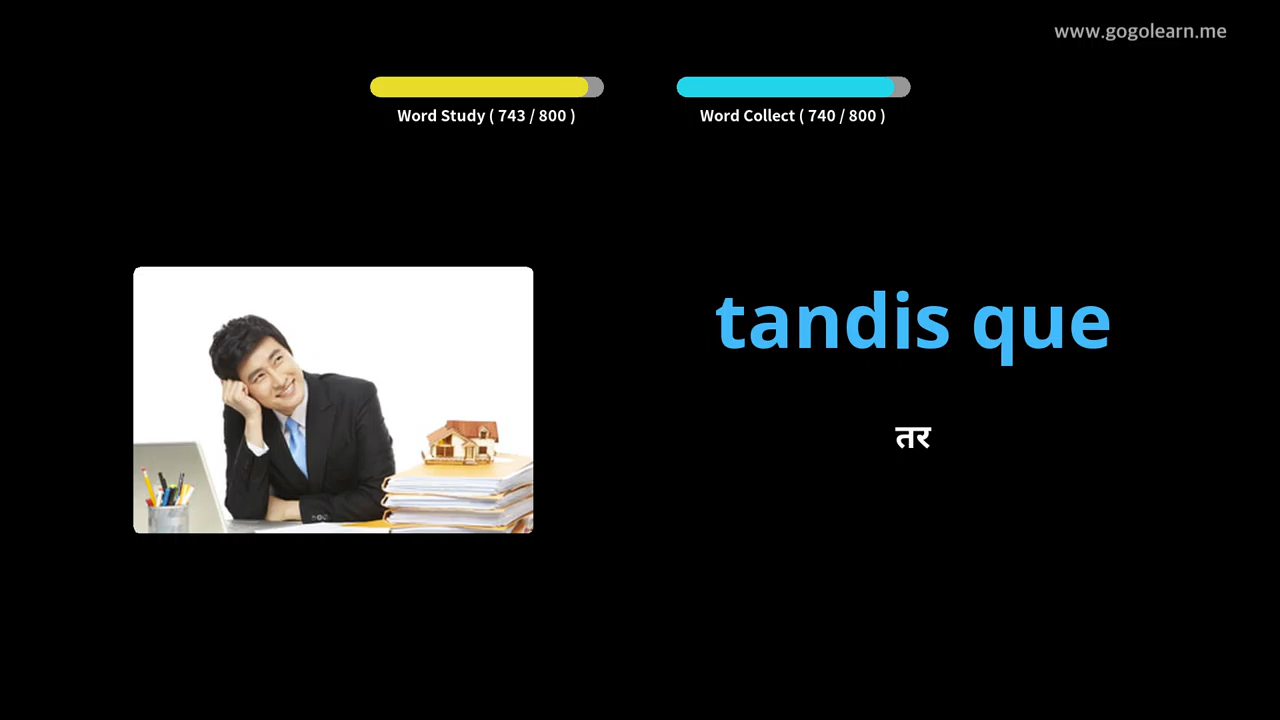 www.gogolearn.me
Word Study ( 743 / 800 )
Word Collect ( 740 / 800 )
tandis que
तर